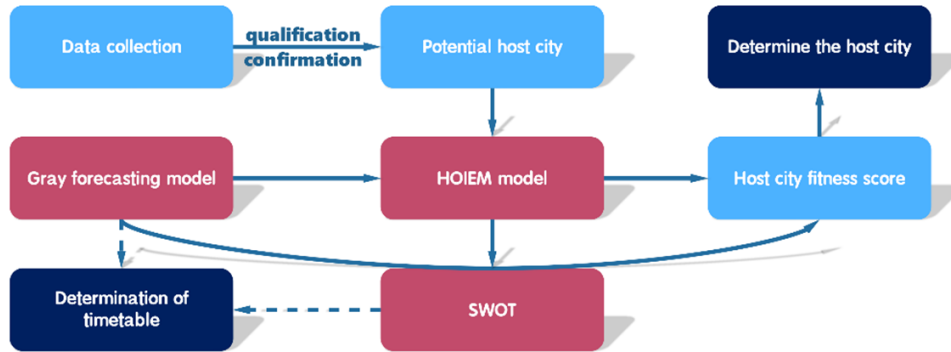 Data collection
qualification
confirmation
Potential host city
Determine the host city
Gray forecasting model
HOIEM model
Host city fitness score
Determination of
timetable
SWOT